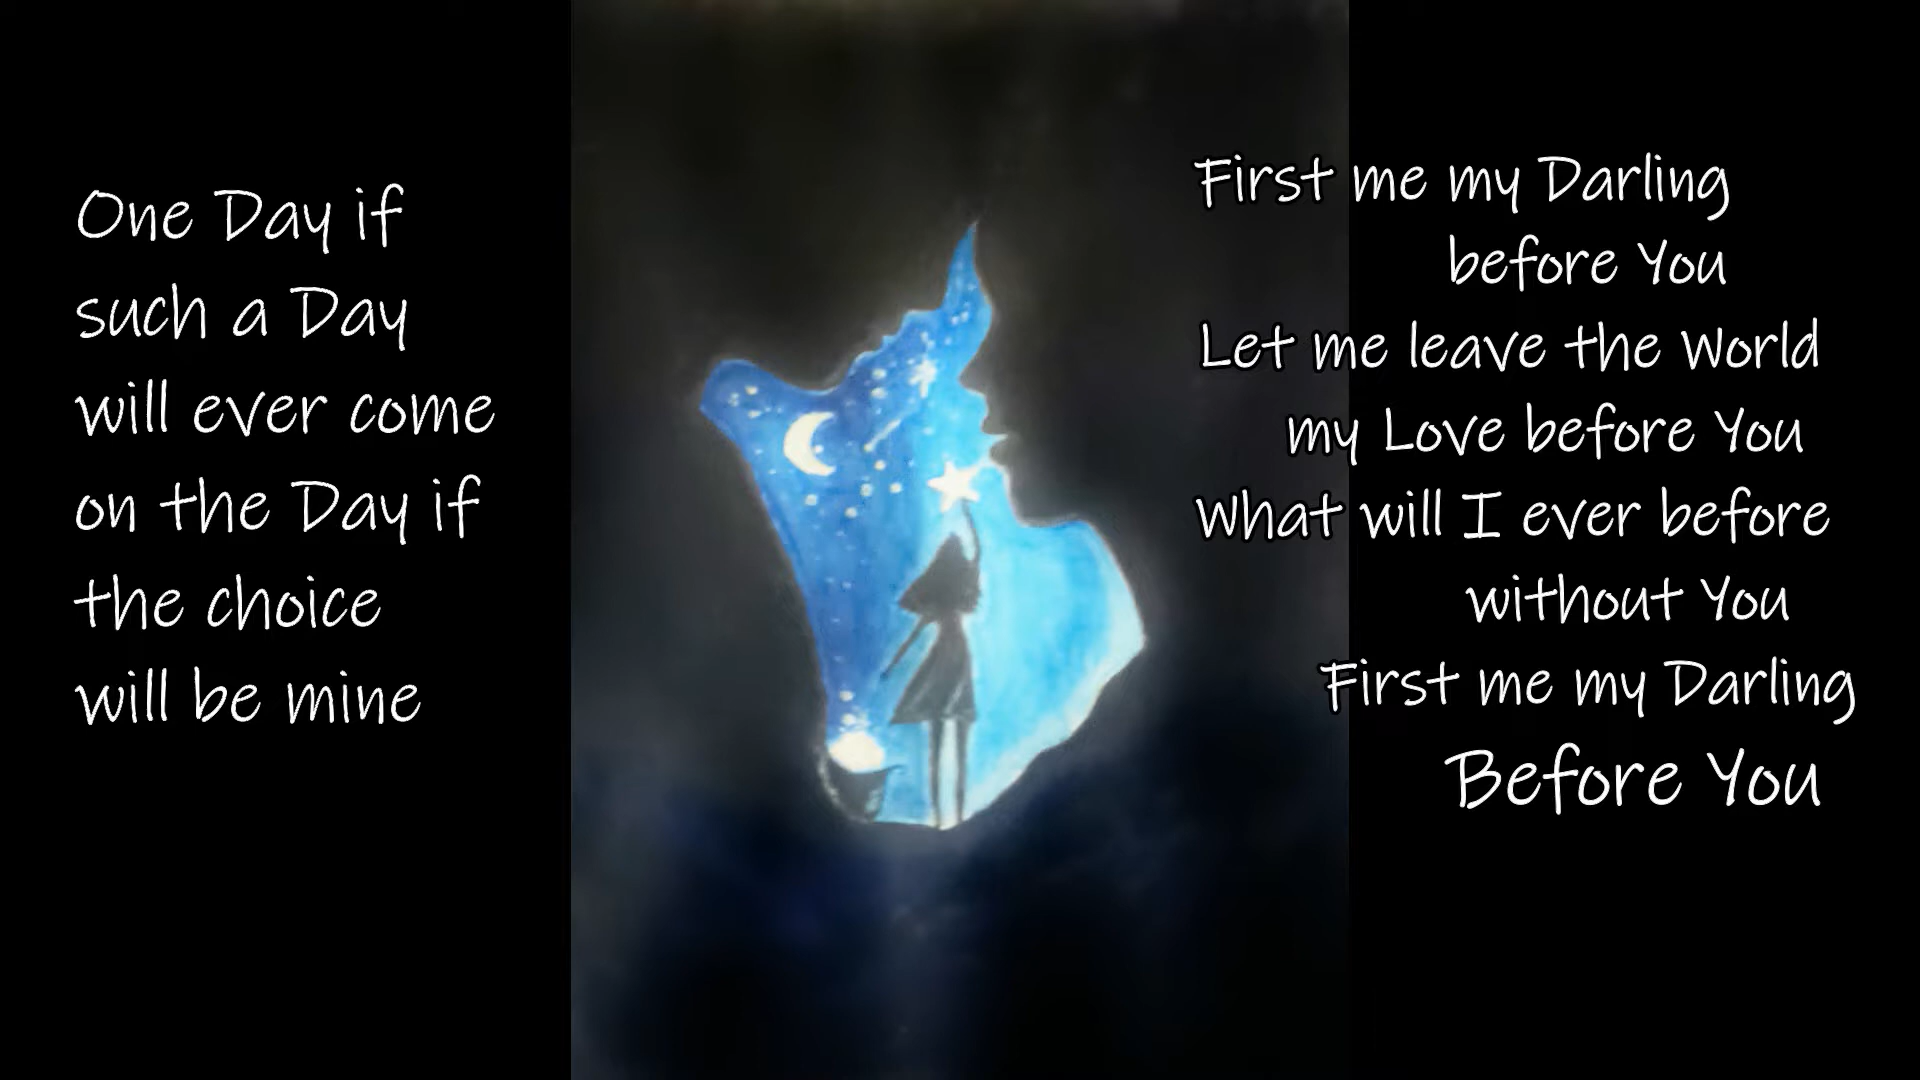 One Day if
such a Day
will ever come
on the Day if
the choice
will be mine
First me my Darling
before You
Let me leave the World
my Love before You
What will I ever before
without You
First me my Darling
Before You